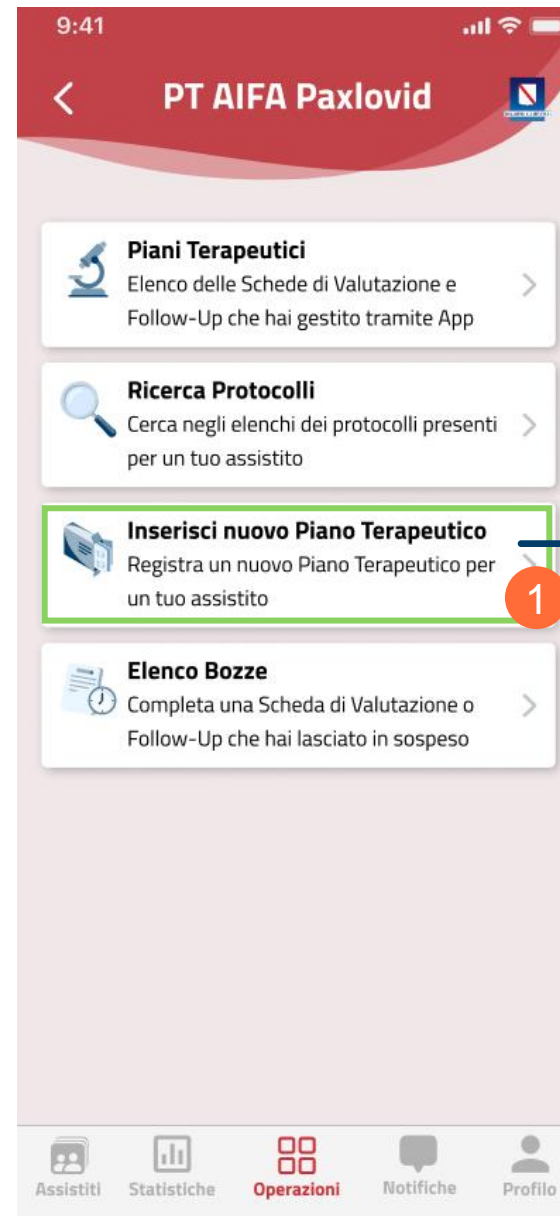 9:41
PT AIFA Paxlovid
Piani Terapeutici
Elenco delle Schede di Valutazione e
Follow-Up che hai gestito tramite App
Ricerca Protocolli
Cerca negli elenchi dei protocolli presenti
per un tuo assistito
Inserisci nuovo Piano Terapeutico
Registra un nuovo Piano Terapeutico per
un tuo assistito
1
Elenco Bozze
Completa una Scheda di Valutazione o
Follow-Up che hai lasciato in sospeso
Assistiti
Statistiche
Operazioni
Notifiche
Profilo